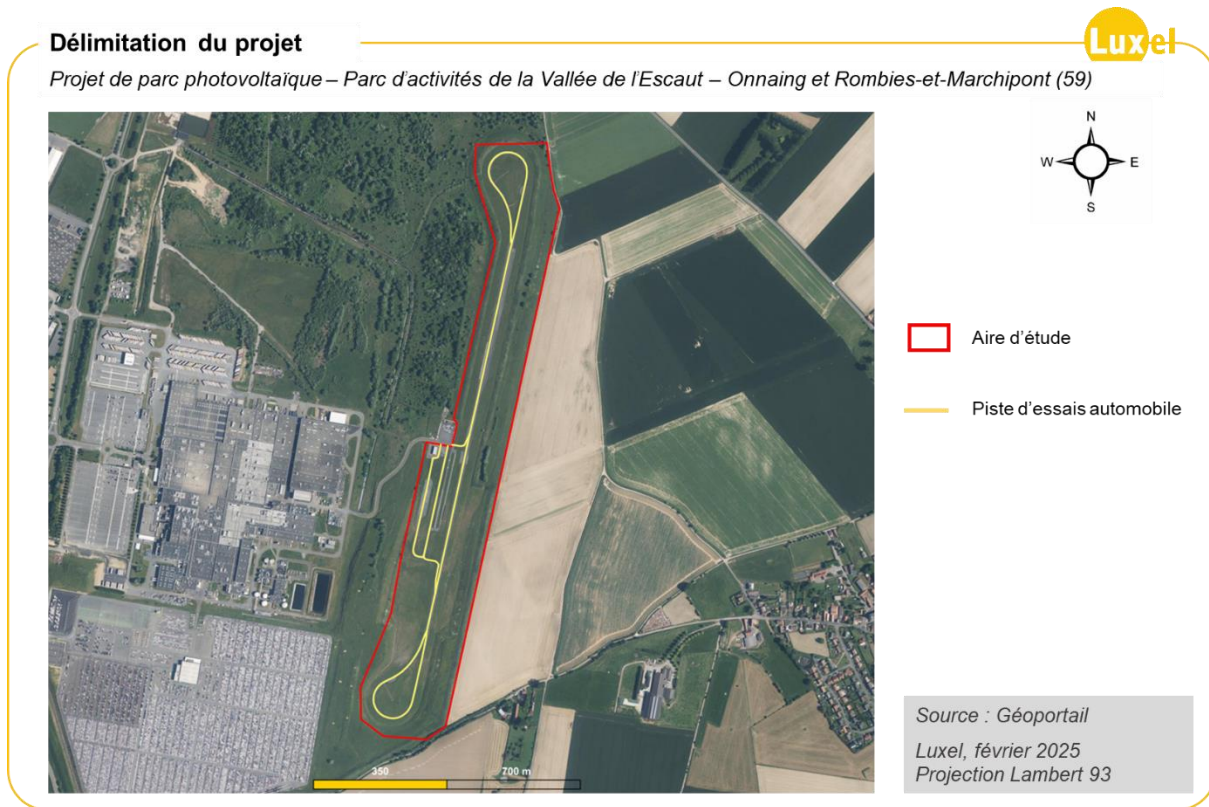 Délimitation du projet
Luxel
Projet de parc photovoltaïque – Parc d'activités de la Vallée de l'Escaut – Onnaing et Rombies-et-Marchipont (59)
N
W E
S
Aire d'étude
Piste d'essais automobile
350 700 m
Source : Géoportail
Luxel, février 2025
Projection Lambert 93